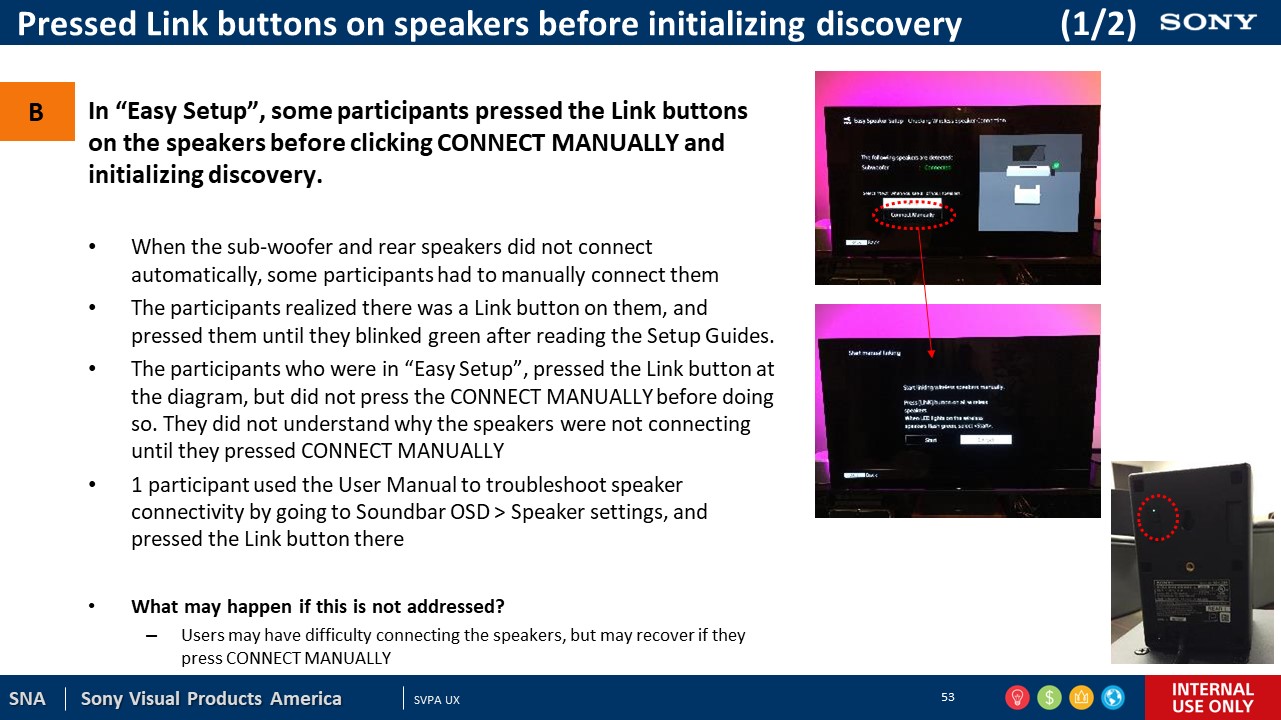 Pressed Link buttons on speakers before initializing discovery (1/2) SONY
B
In “Easy Setup”, some participants pressed the Link buttons
on the speakers before clicking CONNECT MANUALLY and
initializing discovery.
• When the sub-woofer and rear speakers did not connect
automatically, some participants had to manually connect them
• The participants realized there was a Link button on them, and
pressed them until they blinked green after reading the Setup Guides.
• The participants who were in “Easy Setup”, pressed the Link button at
the diagram, but did not press the CONNECT MANUALLY before doing
so. They did not understand why the speakers were not connecting
until they pressed CONNECT MANUALLY
• 1 participant used the User Manual to troubleshoot speaker
connectivity by going to Soundbar OSD > Speaker settings, and
pressed the Link button there
• What may happen if this is not addressed?
– Users may have difficulty connecting the speakers, but may recover if they
press CONNECT MANUALLY
Easy Speaker Setup - Checking Wireless Speaker Connection
The following speakers are detected:
Subwoofer : Connected
Connect Manually
Back
Start manual linking
Start linking wireless speakers manually.
Press [LINK] button on all wireless
speakers.
When LED lights on the wireless
speakers flash green, select <Start>.
Start
Back
SNA
Sony Visual Products America
SVPA UX
53
INTERNAL
USE ONLY